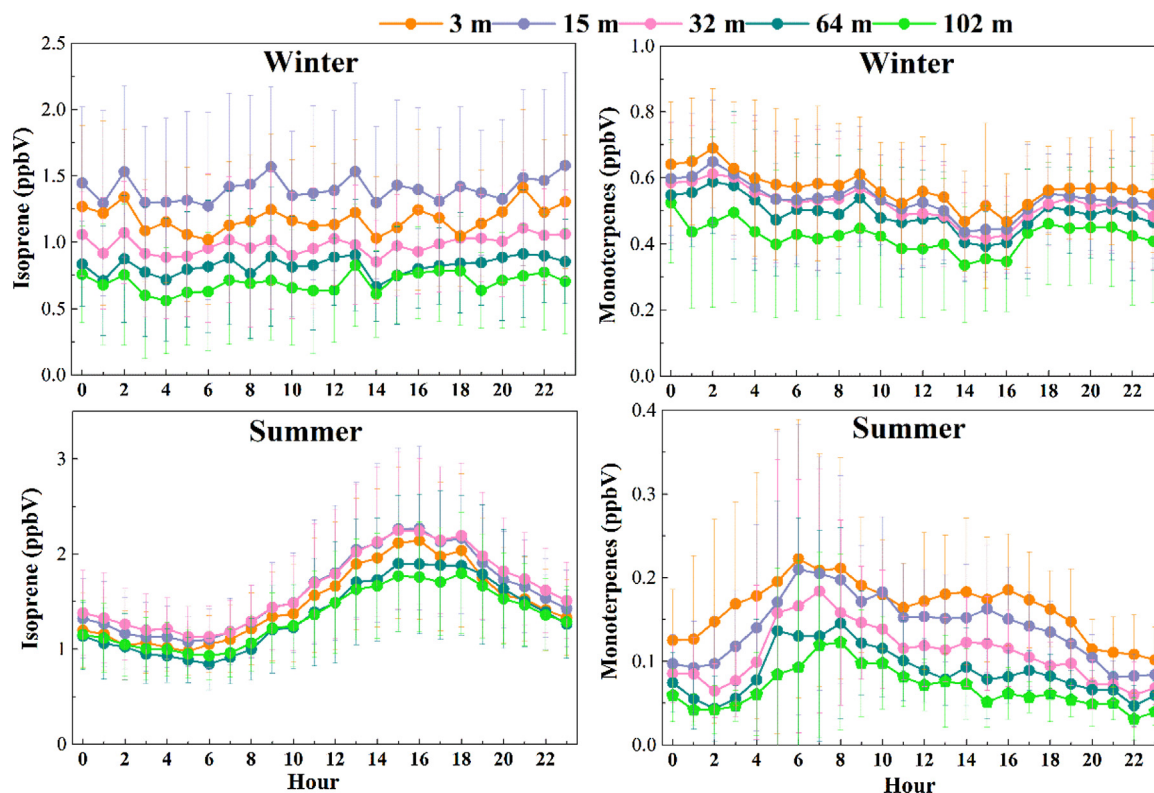 3 m 15 m 32 m 64 m 102 m
Winter
Isoprene (ppbV)
2.5
2.0
1.5
1.0
0.5
0.0
0 2 4 6 8 10 12 14 16 18 20 22
Winter
Monoterpenes (ppbV)
1.0
0.8
0.6
0.4
0.2
0.0
0 2 4 6 8 10 12 14 16 18 20 22
Summer
Isoprene (ppbV)
3
2
1
0
0 2 4 6 8 10 12 14 16 18 20 22
Hour
Summer
Monoterpenes (ppbV)
0.4
0.3
0.2
0.1
0.0
0 2 4 6 8 10 12 14 16 18 20 22
Hour